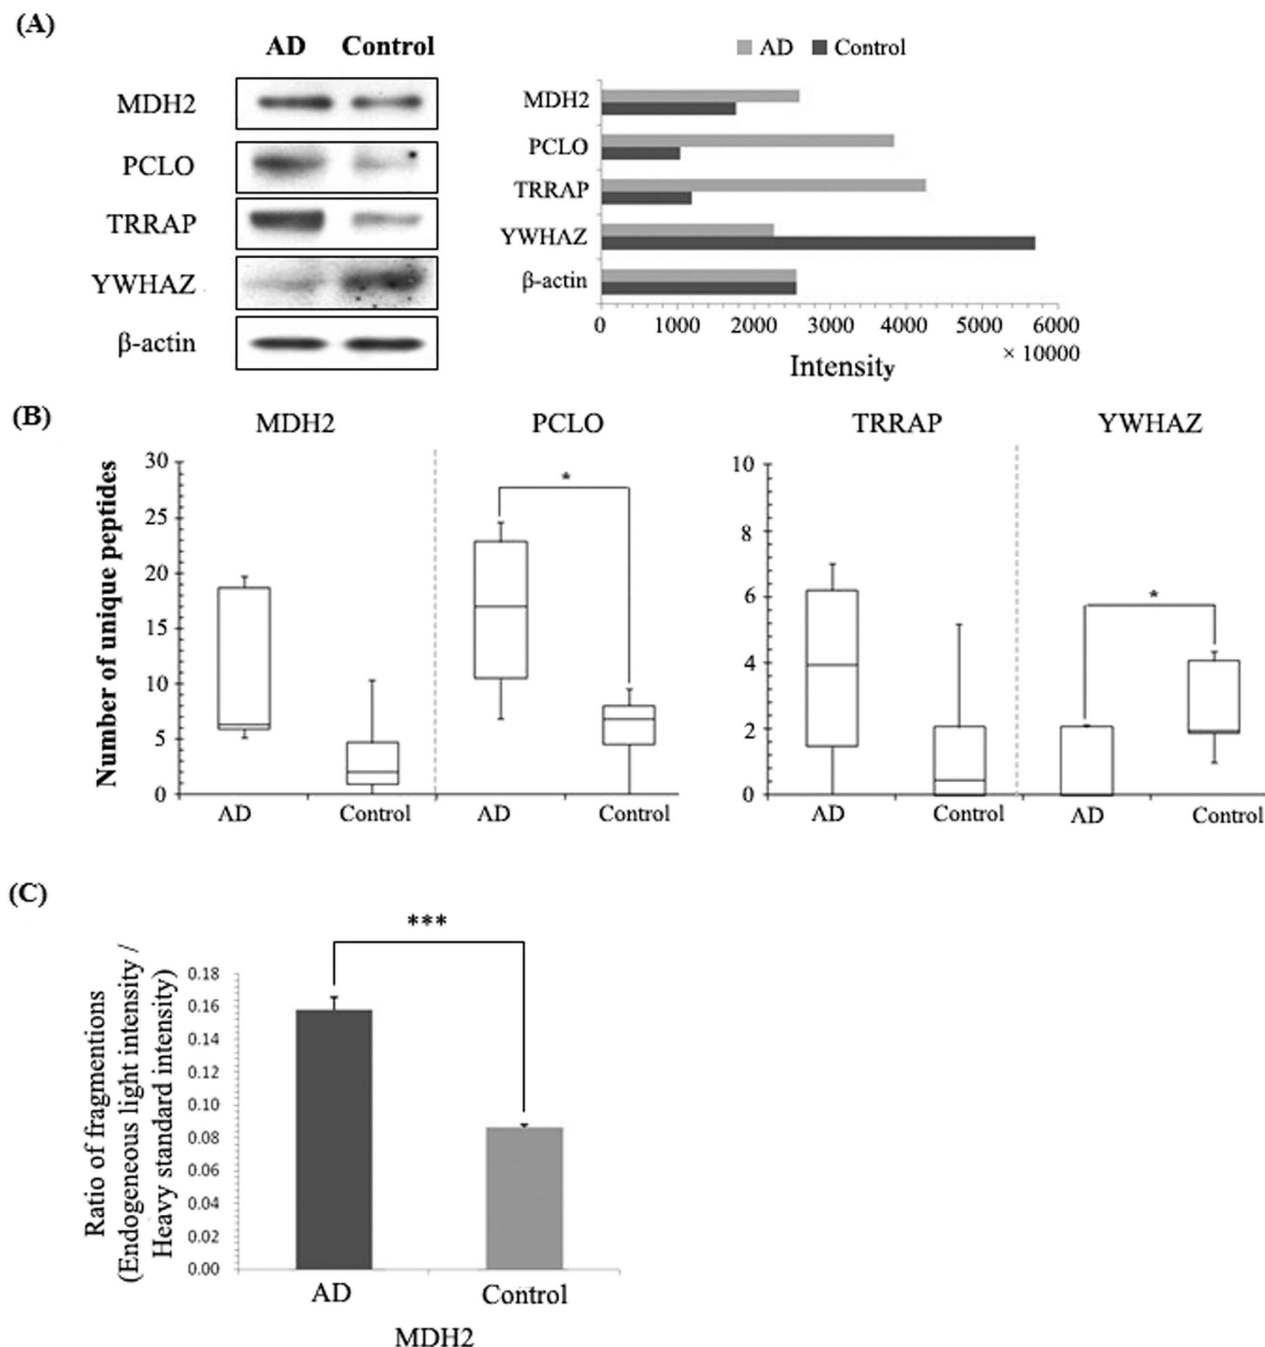 (A)
AD Control
MDH2
PCLO
TRRAP
YWHAZ
β-actin
AD Control
MDH2
PCLO
TRRAP
YWHAZ
β-actin
0 1000 2000 3000 4000 5000 6000
× 10000
Intensity
(B)
MDH2 PCLO TRRAP YWHAZ
Number of unique peptides
30
25
20
15
10
5
0
*
AD Control AD Control
10
8
6
4
2
0
*
AD Control AD Control
(C)
***
Ratio of fragmentions
(Endogeneous light intensity /
Heavy standard intensity)
0.18
0.16
0.14
0.12
0.10
0.08
0.06
0.04
0.02
0.00
AD Control
MDH2